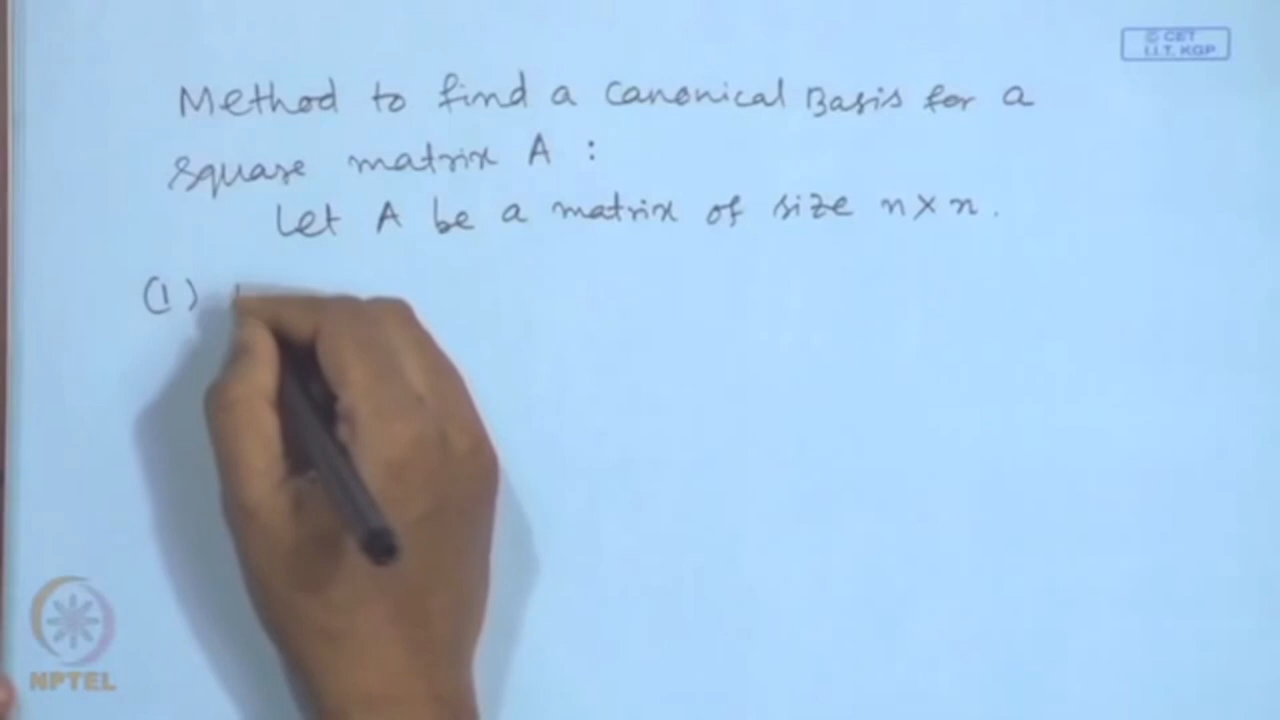 © CET
I.I.T. KGP
Method to find a canonical Basis for a
square matrix A :
Let A be a matrix of size n×n.
(1)
NPTEL